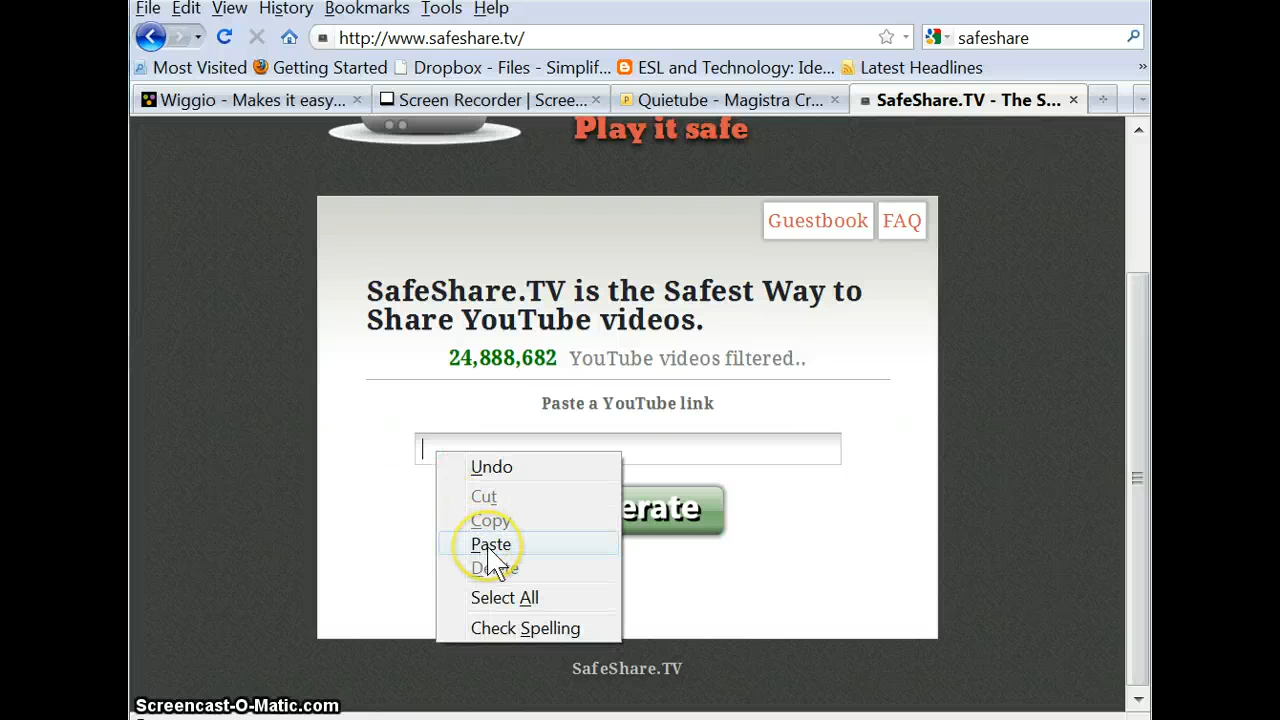 File Edit View History Bookmarks Tools Help
http://www.safeshare.tv/ safeshare
Most Visited Getting Started Dropbox - Files - Simplif... ESL and Technology: Ide... Latest Headlines »
Wiggio - Makes it easy... Screen Recorder | Scree... Quietube - Magistra Cr... SafeShare.TV - The S...
Play it safe
Guestbook FAQ
SafeShare.TV is the Safest Way to
Share YouTube videos.
24,888,682 YouTube videos filtered..
Paste a YouTube link
Undo
Cut
Copy
erate
Paste
Delete
Select All
Check Spelling
SafeShare.TV
Screencast-O-Matic.com